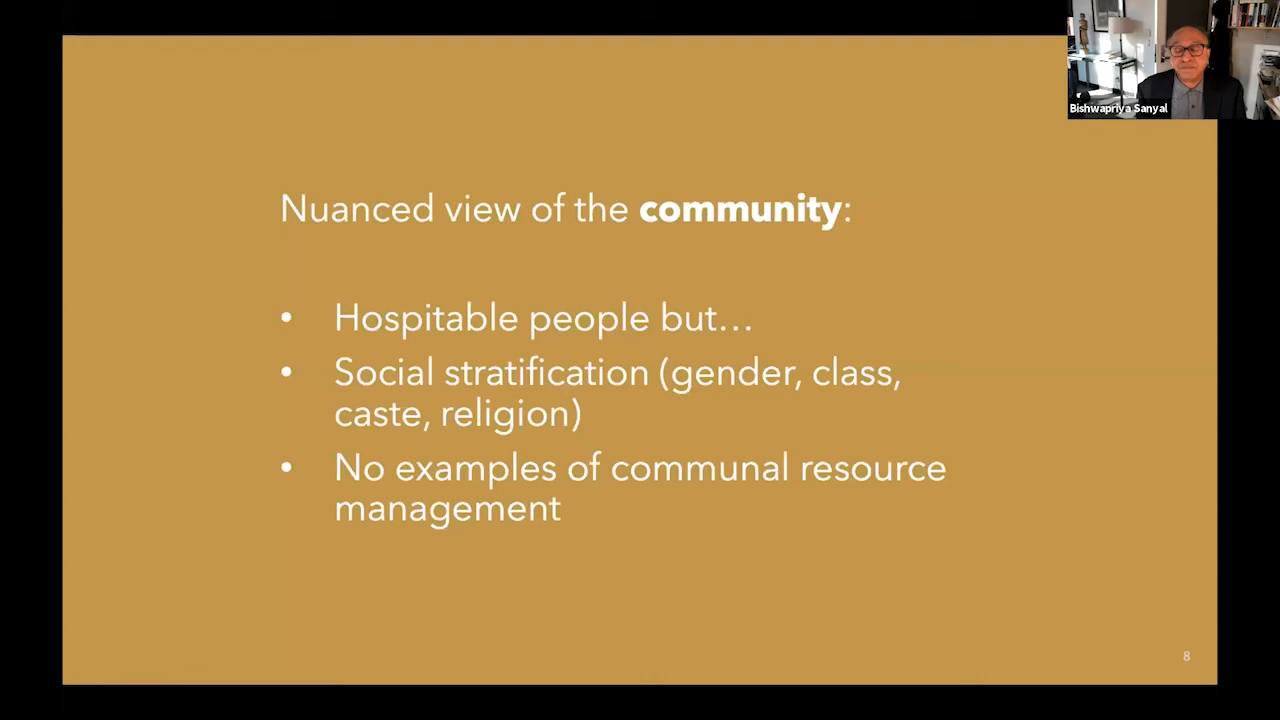 Bishwapriya Sanyal
Nuanced view of the community:
• Hospitable people but…
• Social stratification (gender, class,
caste, religion)
• No examples of communal resource
management
8